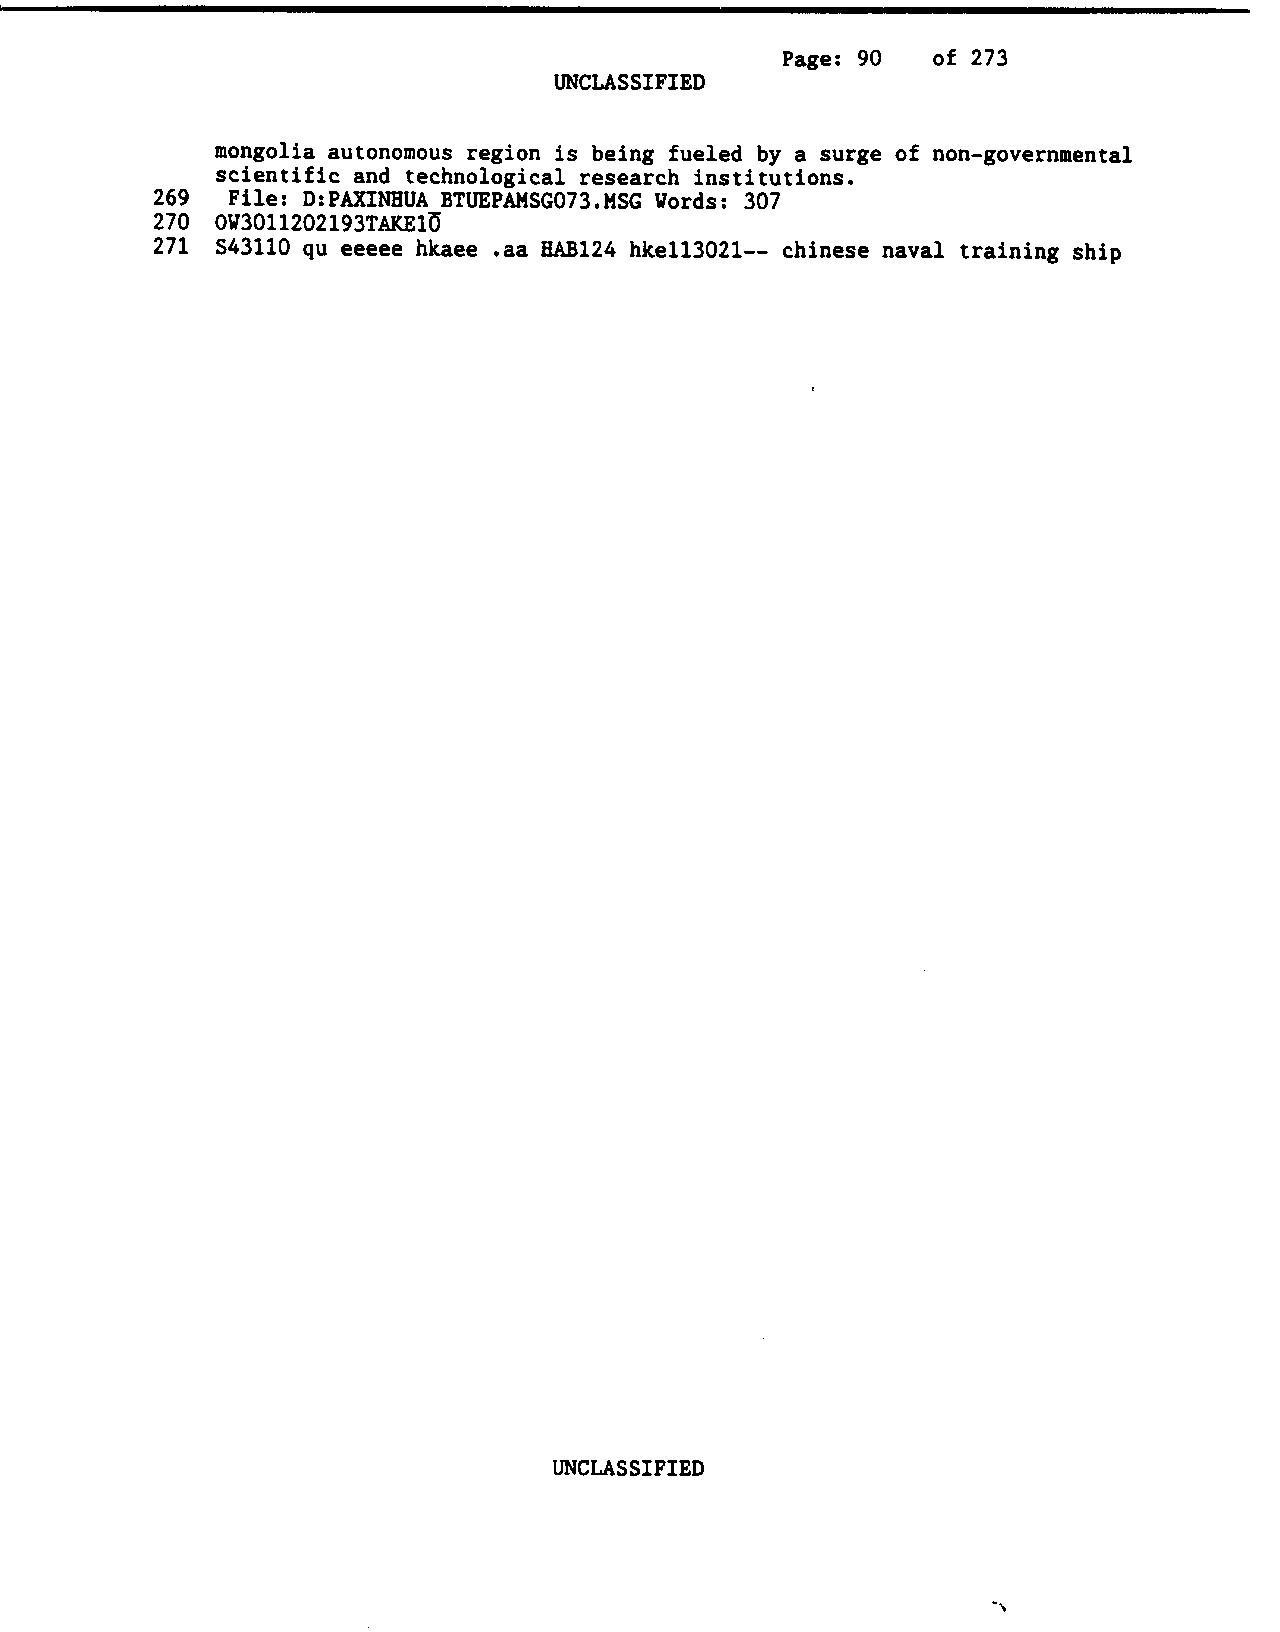 Page: 90 of 273
UNCLASSIFIED
mongolia autonomous region is being fueled by a surge of non-governmental
scientific and technological research institutions.
269 File: D:PAXINHUA_BTUEPAMSG073.MSG Words: 307
270 OW3011202193TAKE10
271 S43110 qu eeeee hkaee .aa HAB124 hke113021-- chinese naval training ship
UNCLASSIFIED